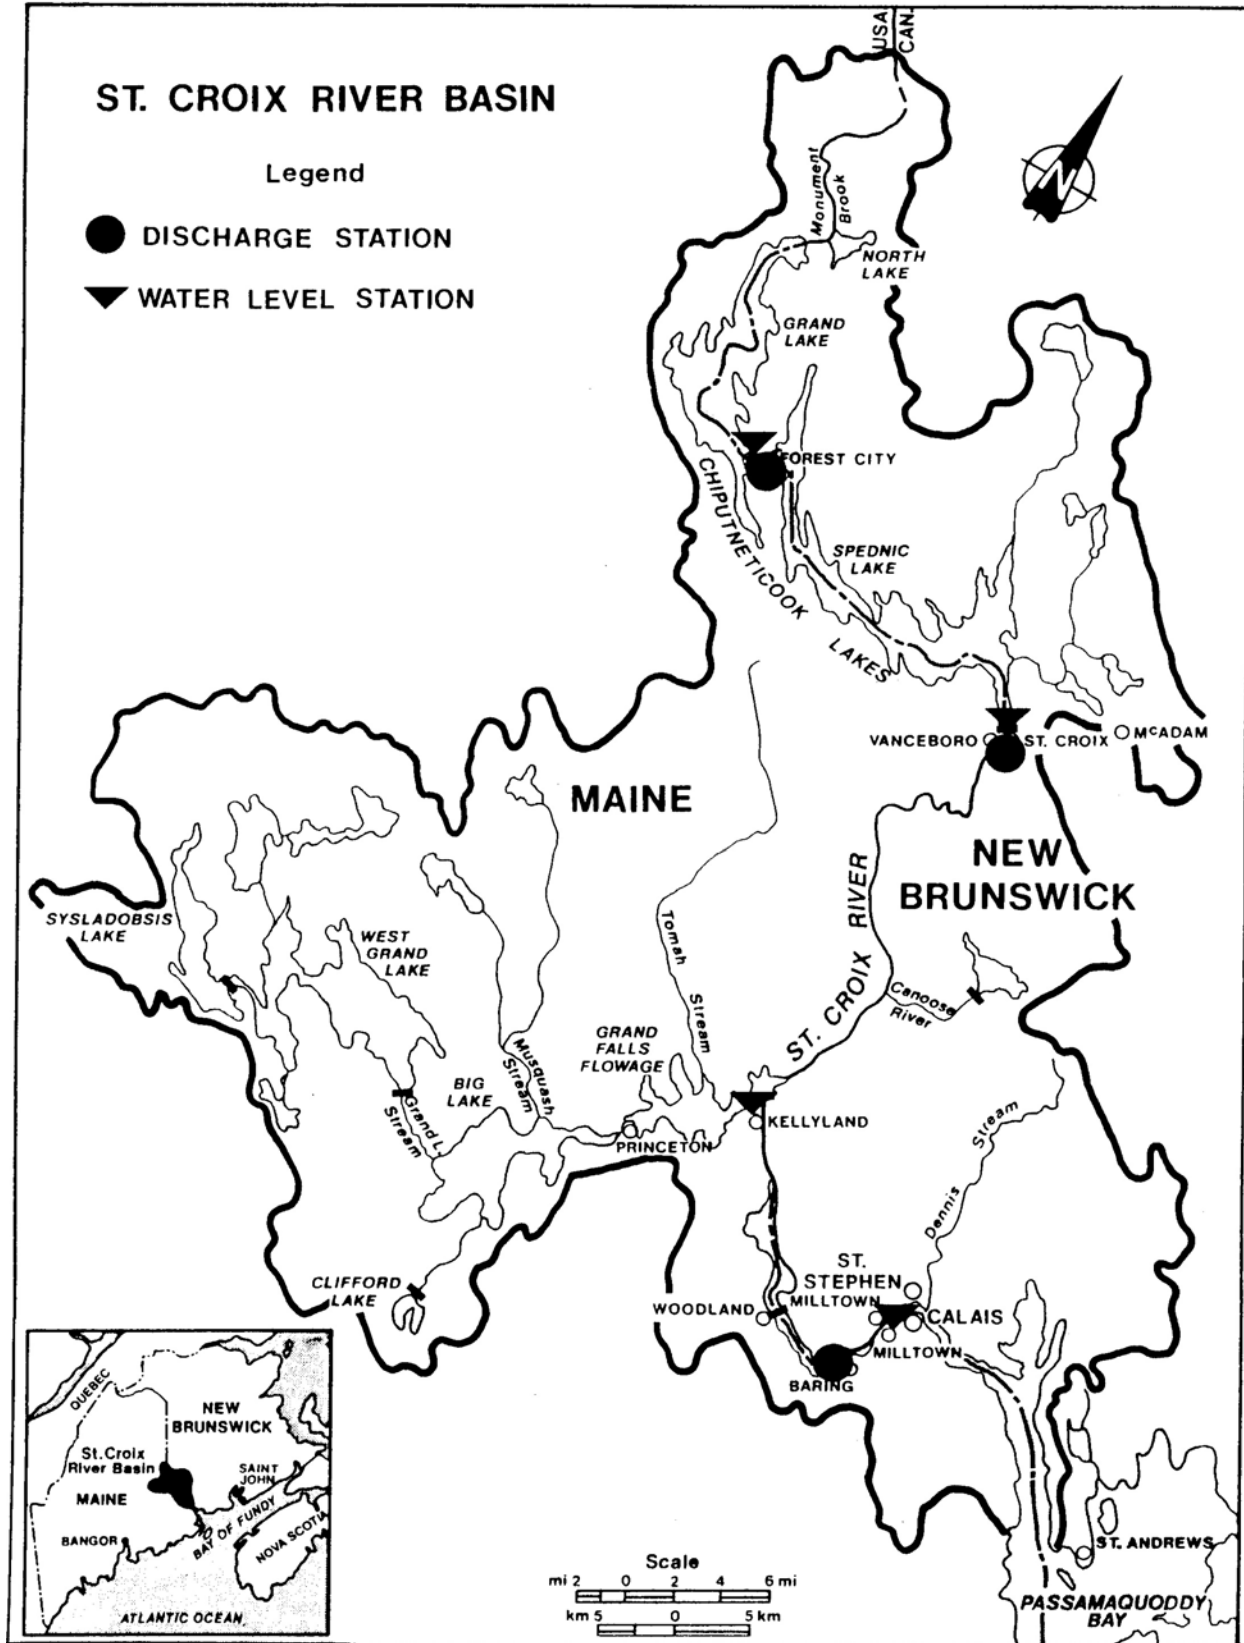 USA
CAN.
ST. CROIX RIVER BASIN
Legend
DISCHARGE STATION
WATER LEVEL STATION
N
Monument
Brook
NORTH
LAKE
GRAND
LAKE
FOREST CITY
CHIPUTNETICOOK
LAKES
SPEDNIC
LAKE
VANCEBORO
ST. CROIX
McADAM
MAINE
NEW
BRUNSWICK
SYSLADOBSIS
LAKE
WEST
GRAND
LAKE
Tomah
Stream
ST. CROIX RIVER
Canoose
River
GRAND
FALLS
FLOWAGE
Musquash
Stream
BIG
LAKE
Grand L.
Stream
PRINCETON
KELLYLAND
Dennis
Stream
CLIFFORD
LAKE
ST.
STEPHEN
WOODLAND
MILLTOWN
CALAIS
MILLTOWN
BARING
QUEBEC
NEW
BRUNSWICK
St. Croix
River Basin
SAINT
JOHN
MAINE
BAY OF FUNDY
BANGOR
NOVA SCOTIA
ATLANTIC OCEAN
ST. ANDREWS
PASSAMAQUODDY
BAY
Scale
mi 2 0 2 4 6 mi
km 5 0 5 km